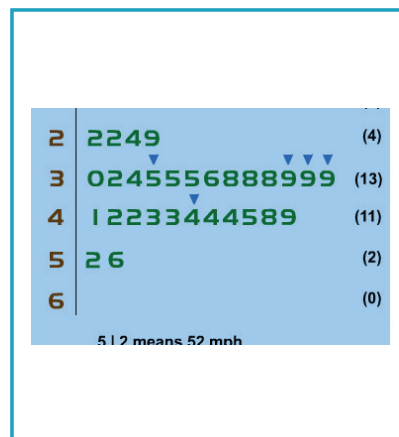 2 | 2249 (4)
3 | 0245556888999 (13)
4 | 12233444589 (11)
5 | 26 (2)
6 | (0)
5 | 2 means 52 mph